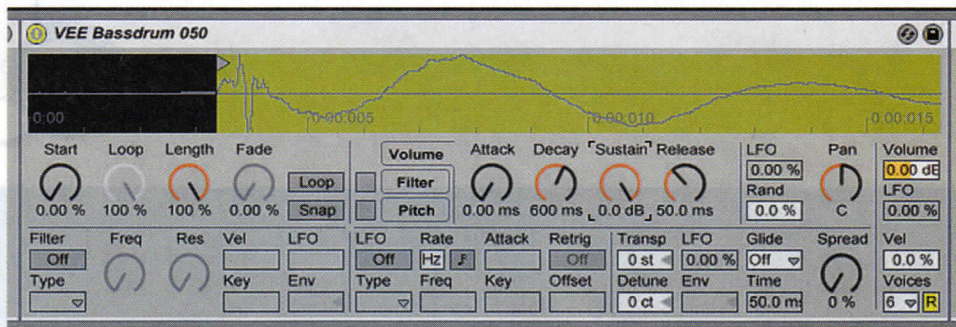 VEE Bassdrum 050
0:00 0:00:005 0:00:010 0:00:015
Start Loop Length Fade Volume Attack Decay Sustain Release LFO Pan Volume
0.00 % 0.00 dB
Filter Rand LFO
Loop
0.00 % 100 % 100 % 0.00 % Snap Pitch 0.00 ms 600 ms 0.0 dB 50.0 ms 0.0 % C 0.00 %
Filter Freq Res Vel LFO LFO Rate Attack Retrig Transp LFO Glide Spread Vel
Off Off Hz Off 0 st 0.00 % Off 0.0 %
Type Key Env Type Freq Key Offset Detune Env Time Voices
0 ct 50.0 m 0 % 6 R